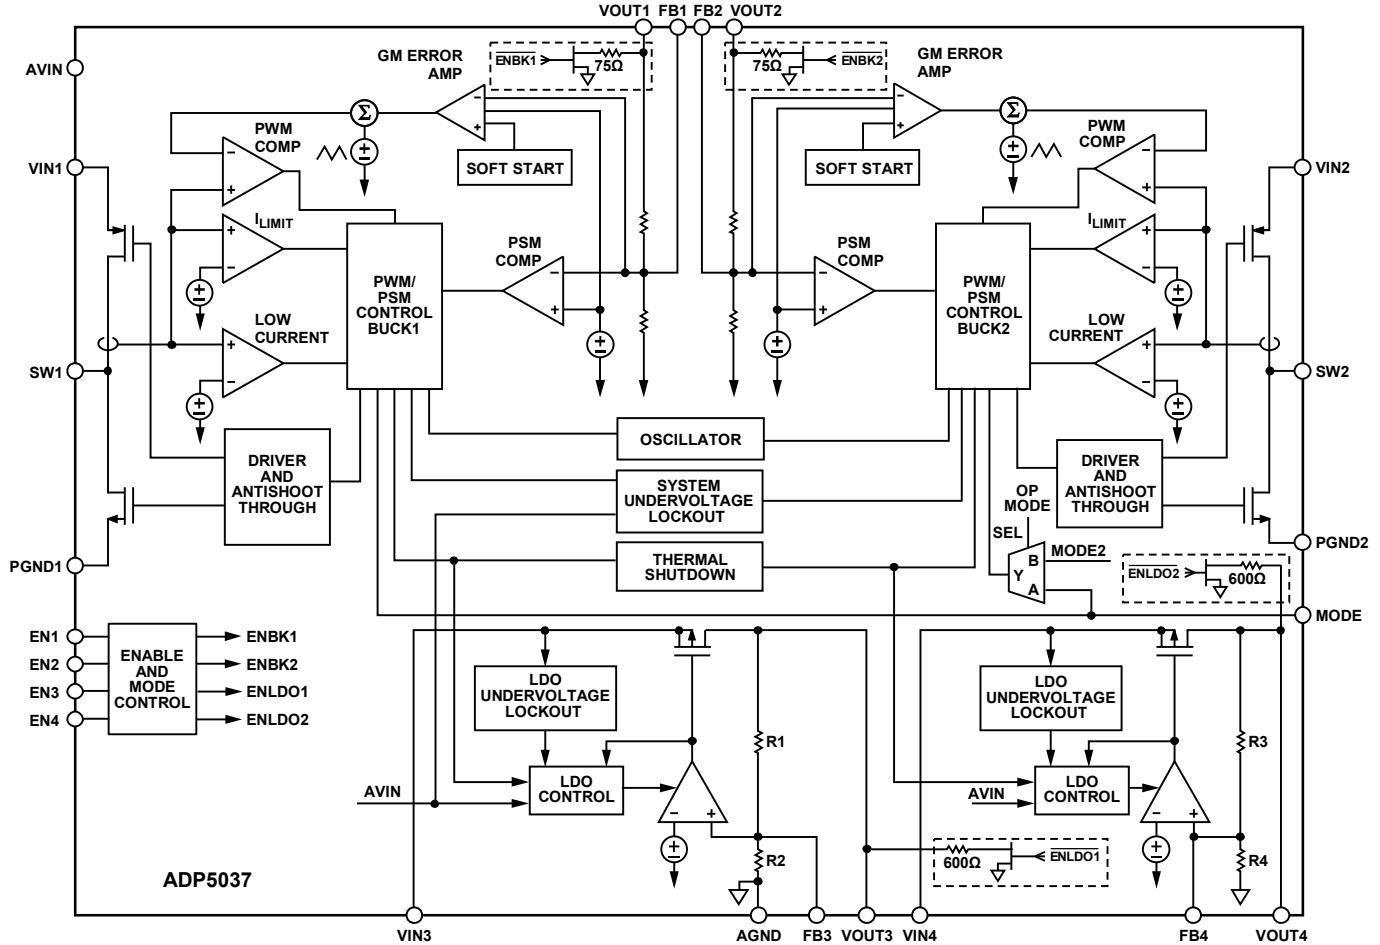 VOUT1 FB1 FB2 VOUT2
AVIN
GM ERROR
AMP
ENBK1
75Ω
75Ω
ENBK2
GM ERROR
AMP
Σ
PWM
COMP
SOFT START
SOFT START
Σ
PWM
COMP
VIN1
VIN2
−
+
−
+
−
+
−
+
ILIMIT
+
−
PWM/
PSM
CONTROL
BUCK1
PSM
COMP
−
+
PSM
COMP
−
+
PWM/
PSM
CONTROL
BUCK2
ILIMIT
+
−
LOW
CURRENT
+
−
LOW
CURRENT
+
−
SW1
SW2
OSCILLATOR
DRIVER
AND
ANTISHOOT
THROUGH
SYSTEM
UNDERVOLTAGE
LOCKOUT
DRIVER
AND
ANTISHOOT
THROUGH
OP
MODE
SEL
B
Y
A
MODE2
THERMAL
SHUTDOWN
ENLDO2
600Ω
PGND1
PGND2
MODE
EN1
EN2
EN3
EN4
ENABLE
AND
MODE
CONTROL
ENBK1
ENBK2
ENLDO1
ENLDO2
LDO
UNDERVOLTAGE
LOCKOUT
LDO
UNDERVOLTAGE
LOCKOUT
R1
R3
AVIN
LDO
CONTROL
−
+
AVIN
LDO
CONTROL
−
+
R2
600Ω
ENLDO1
R4
ADP5037
VIN3 AGND FB3 VOUT3 VIN4 FB4 VOUT4